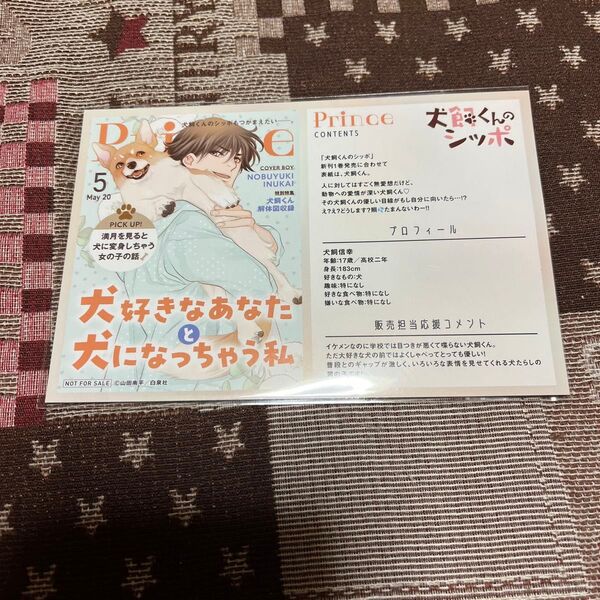 犬飼くんのシッポもつかまえたい――。
Prince
COVER BOY
NOBUYUKI
INUKAI
特別特集
犬飼くん
解体図収録
5
May 20
PICK UP!
満月を見ると
犬に変身しちゃう
女の子の話
犬好きなあなた
と
犬になっちゃう私
NOT FOR SALE ©山田南平/白泉社
Prince
CONTENTS
犬飼くんの
シッポ
「犬飼くんのシッポ」
新刊1巻発売に合わせて
表紙は、犬飼くん。
人に対してはすごく無愛想だけど、
動物への愛情が深い犬飼くん♡
その犬飼くんの優しい目線がもし自分に向いたら…!?
え?え?どうします?照たまんないわー!!
プロフィール
犬飼信幸
年齢:17歳/高校二年
身長:183cm
好きなもの:犬
趣味:特になし
好きな食べ物:特になし
嫌いな食べ物:特になし
販売担当応援コメント
イケメンなのに学校では目つきが悪くて喋らない犬飼くん。
ただ大好きな犬の前ではよくしゃべってとっても優しい!
普段とのギャップが激しく、いろいろな表情を見せてくれる犬たらしの